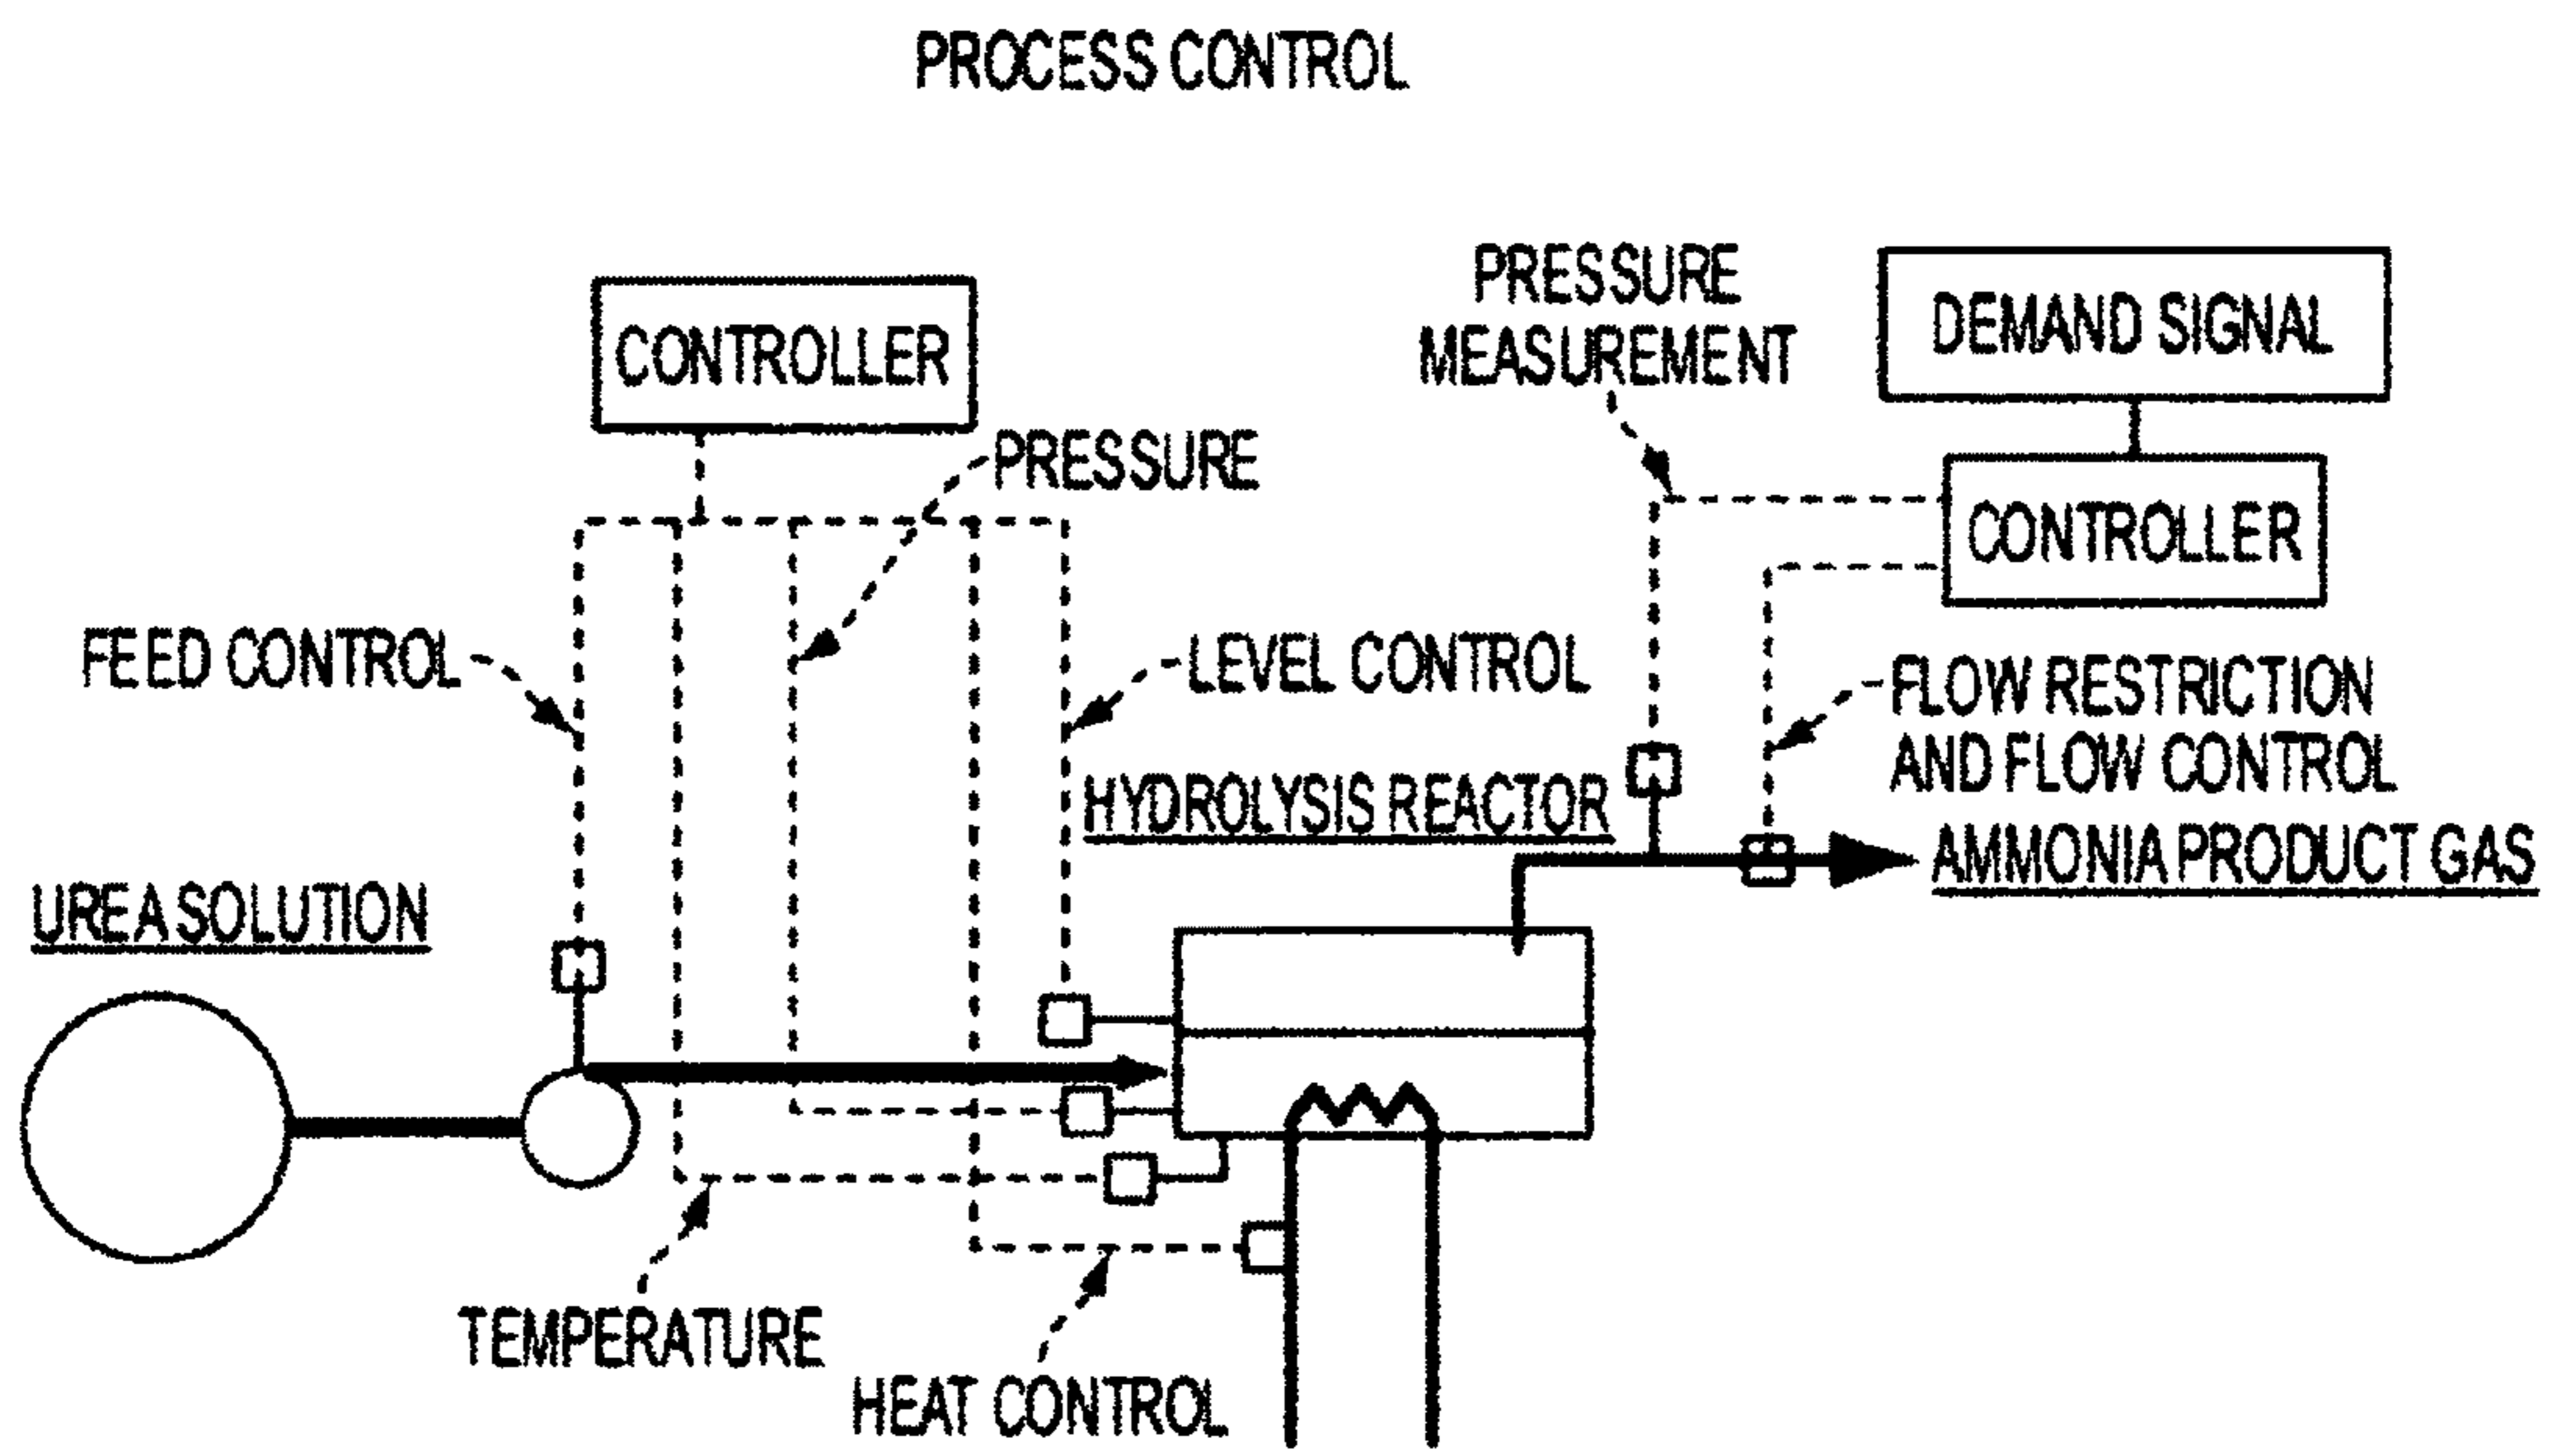 PROCESS CONTROL
PRESSURE
MEASUREMENT
DEMAND SIGNAL
CONTROLLER
PRESSURE
CONTROLLER
FEED CONTROL
LEVEL CONTROL
FLOW RESTRICTION
AND FLOW CONTROL
HYDROLYSIS REACTOR
AMMONIA PRODUCT GAS
UREA SOLUTION
TEMPERATURE
HEAT CONTROL